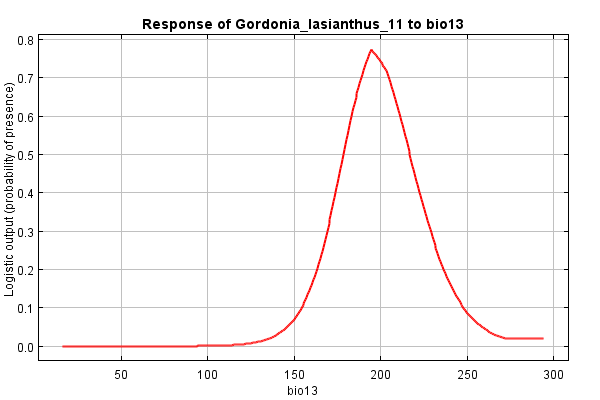 Response of Gordonia_lasianthus_11 to bio13
Logistic output (probability of presence)
0.8
0.7
0.6
0.5
0.4
0.3
0.2
0.1
0.0
50 100 150 200 250 300
bio13